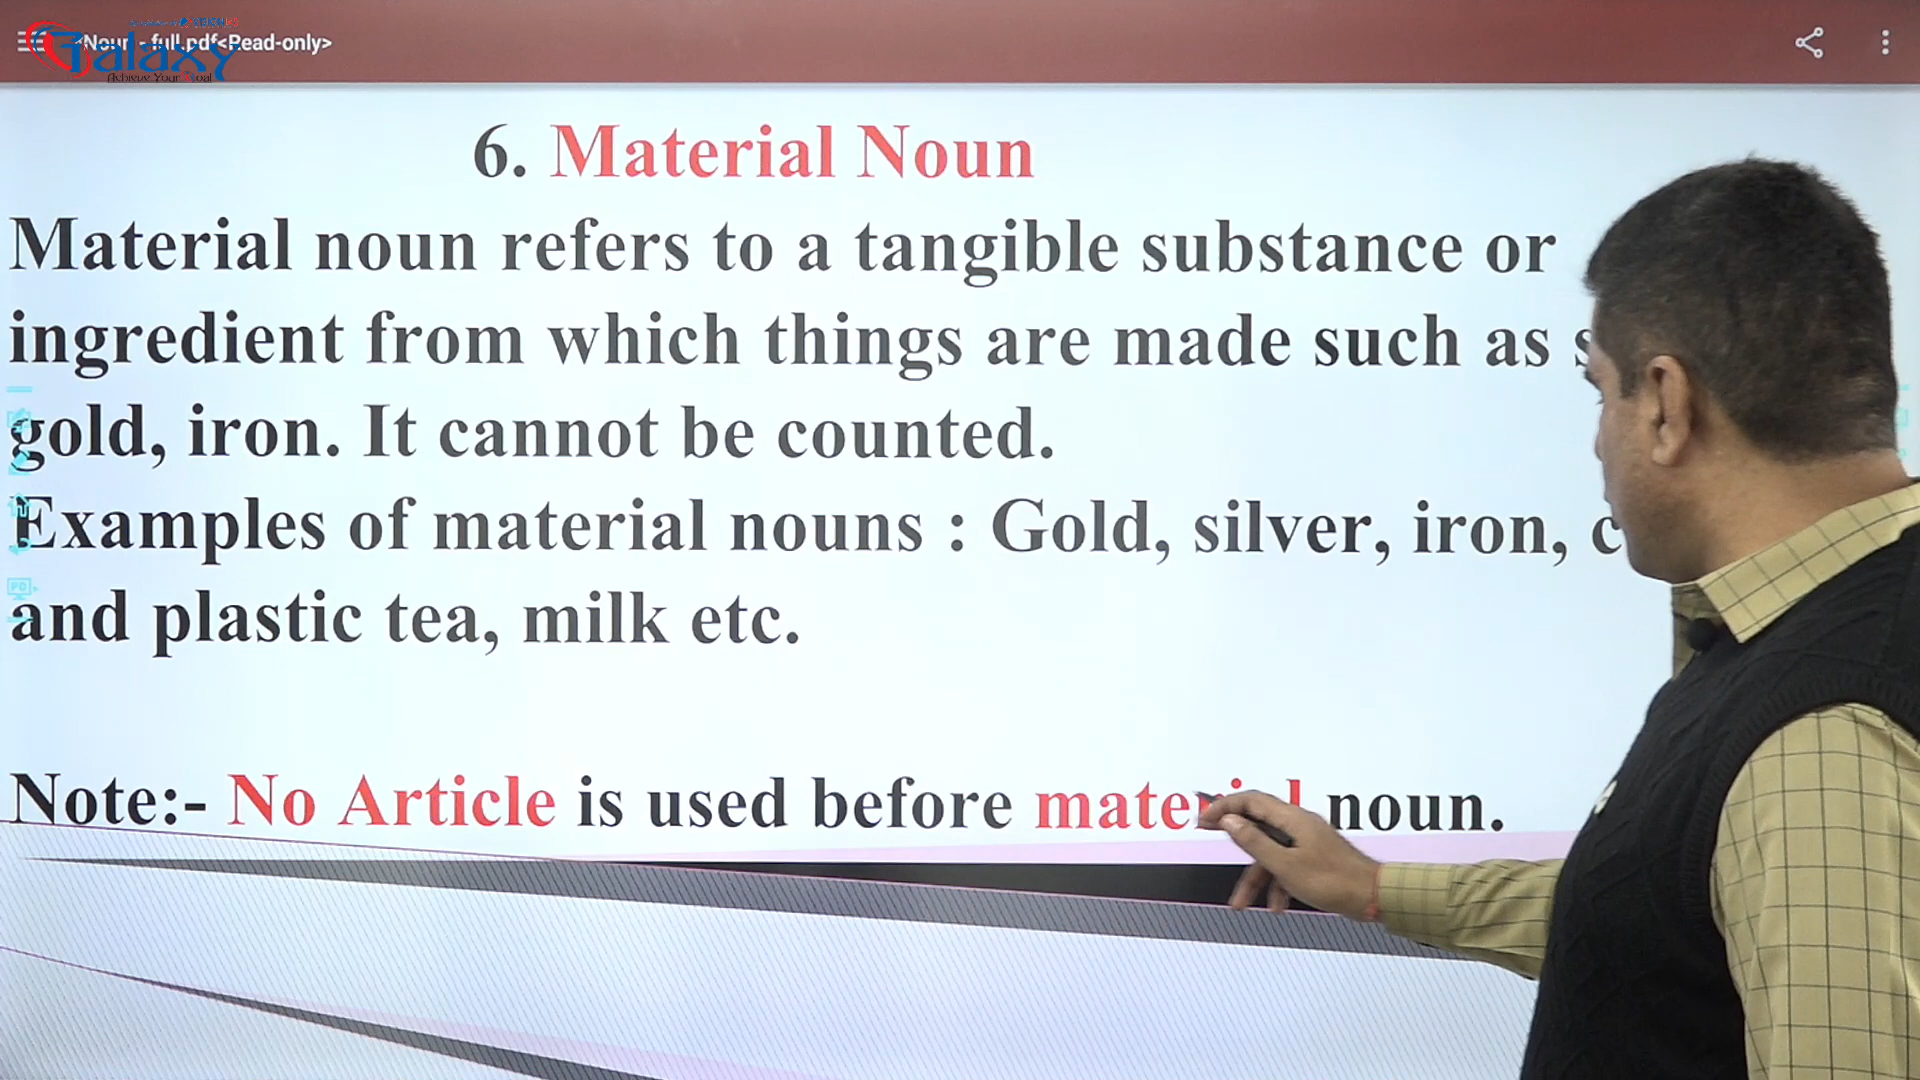 Noun - full.pdf<Read-only>
Galaxy
Achieve Your Goal
6. Material Noun
Material noun refers to a tangible substance or
ingredient from which things are made such as
gold, iron. It cannot be counted.
Examples of material nouns : Gold, silver, iron,
and plastic tea, milk etc.
Note:- No Article is used before material noun.